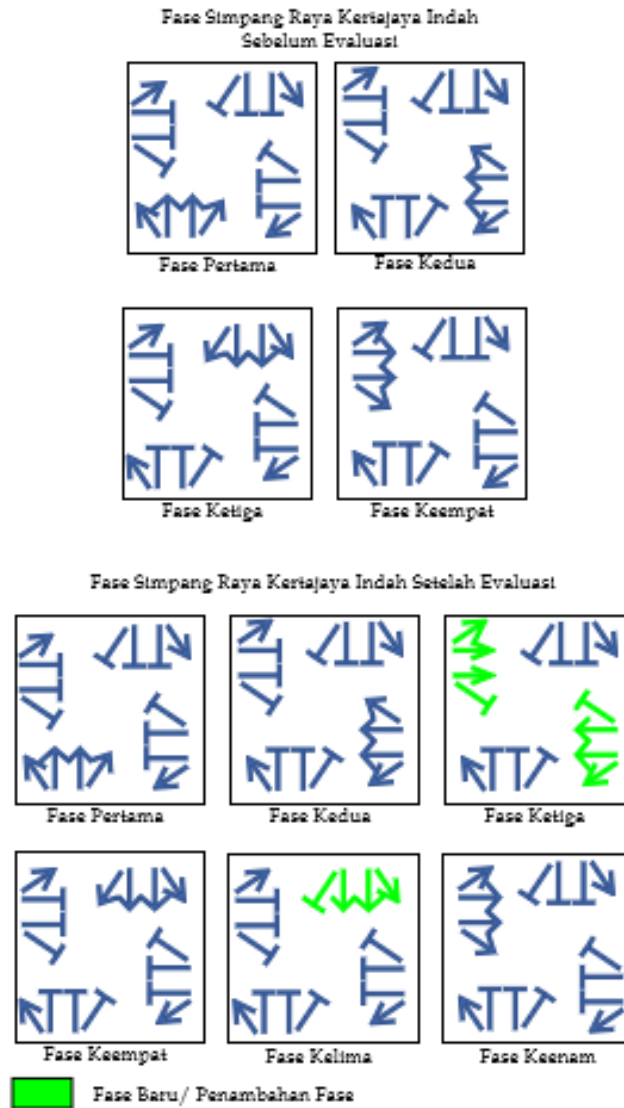 Fase Simpang Raya Kertajaya Indah
Sebelum Evaluasi
Fase Pertama
Fase Kedua
Fase Ketiga
Fase Keempat
Fase Simpang Raya Kertajaya Indah Setelah Evaluasi
Fase Pertama
Fase Kedua
Fase Ketiga
Fase Keempat
Fase Kelima
Fase Keenam
Fase Baru/ Penambahan Fase